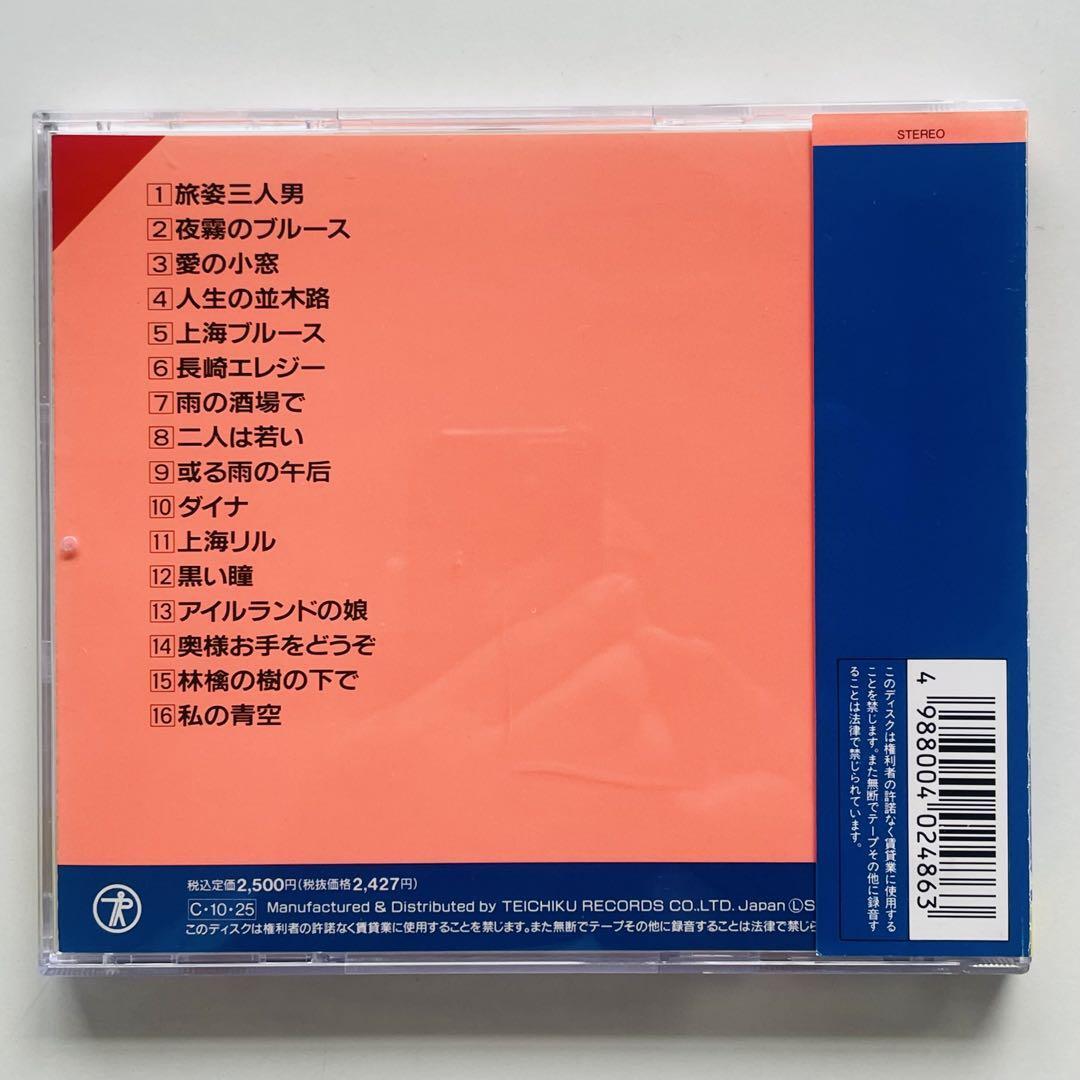 1 旅姿三人男
2 夜霧のブルース
3 愛の小窓
4 人生の並木路
5 上海ブルース
6 長崎エレジー
7 雨の酒場で
8 二人は若い
9 或る雨の午后
10 ダイナ
11 上海リル
12 黒い瞳
13 アイルランドの娘
14 奥様お手をどうぞ
15 林檎の樹の下で
16 私の青空
税込定価2,500円(税抜価格2,427円)
C・10・25 Manufactured & Distributed by TEICHIKU RECORDS CO.,LTD. Japan ⓁS
このディスクは権利者の許諾なく賃貸業に使用することを禁じます。また無断でテープその他に録音することは法律で禁じら
STEREO
このディスクは権利者の許諾なく賃貸業に使用する
ことを禁じます。また無断でテープその他に録音す
ることは法律で禁じられています。
4 988004 024863